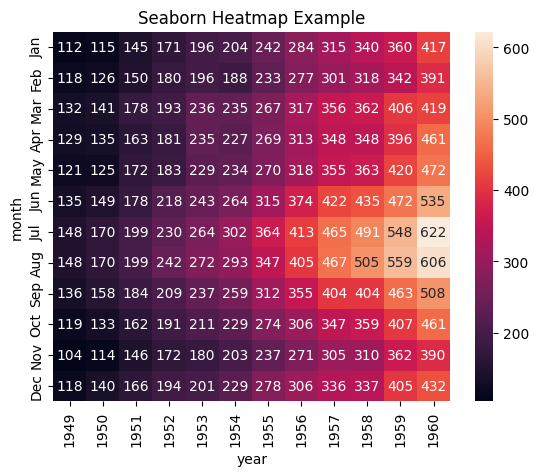 Seaborn Heatmap Example
month
Jan 112 115 145 171 196 204 242 284 315 340 360 417
Feb 118 126 150 180 196 188 233 277 301 318 342 391
Mar 132 141 178 193 236 235 267 317 356 362 406 419
Apr 129 135 163 181 235 227 269 313 348 348 396 461
May 121 125 172 183 229 234 270 318 355 363 420 472
Jun 135 149 178 218 243 264 315 374 422 435 472 535
Jul 148 170 199 230 264 302 364 413 465 491 548 622
Aug 148 170 199 242 272 293 347 405 467 505 559 606
Sep 136 158 184 209 237 259 312 355 404 404 463 508
Oct 119 133 162 191 211 229 274 306 347 359 407 461
Nov 104 114 146 172 180 203 237 271 305 310 362 390
Dec 118 140 166 194 201 229 278 306 336 337 405 432
1949 1950 1951 1952 1953 1954 1955 1956 1957 1958 1959 1960
year
600
500
400
300
200